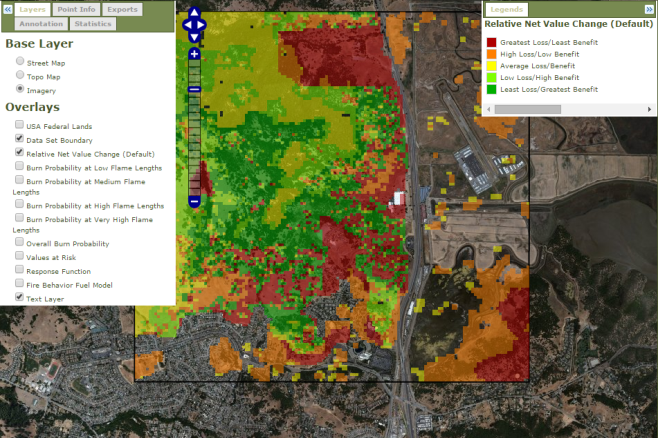 Layers
Point Info
Exports
Annotation
Statistics
Base Layer
Street Map
Topo Map
Imagery
Overlays
USA Federal Lands
Data Set Boundary
Relative Net Value Change (Default)
Burn Probability at Low Flame Lengths
Burn Probability at Medium Flame
Lengths
Burn Probability at High Flame Lengths
Burn Probability at Very High Flame
Lengths
Overall Burn Probability
Values at Risk
Response Function
Fire Behavior Fuel Model
Text Layer
Legends
Relative Net Value Change (Default)
Greatest Loss/Least Benefit
High Loss/Low Benefit
Average Loss/Benefit
Low Loss/High Benefit
Least Loss/Greatest Benefit